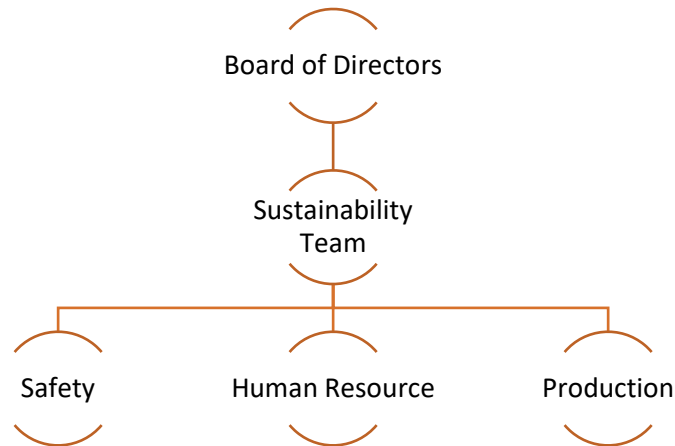 Board of Directors
Sustainability
Team
Safety
Human Resource
Production